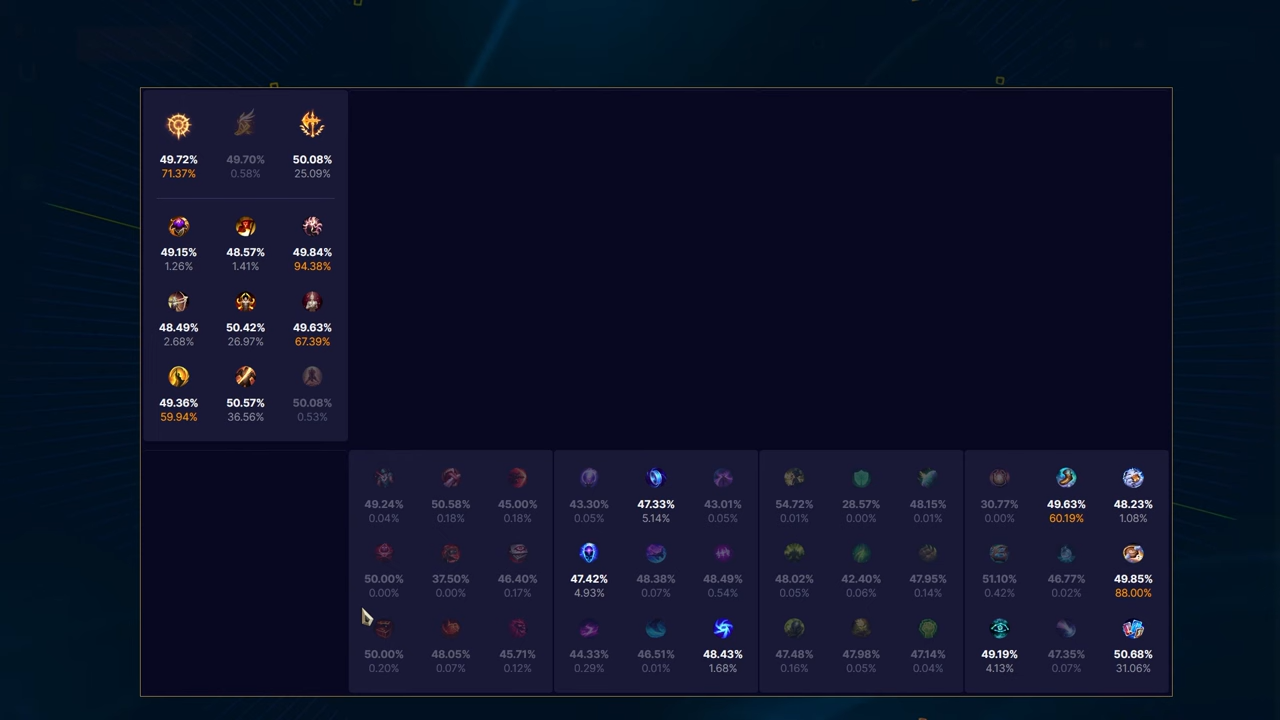 49.72% 49.70% 50.08%
71.37% 0.58% 25.09%
49.15% 48.57% 49.84%
1.26% 1.41% 94.38%
48.49% 50.42% 49.63%
2.68% 26.97% 67.39%
49.36% 50.57% 50.08%
59.94% 36.56% 0.53%
49.24% 50.58% 45.00% 43.30% 47.33% 43.01% 54.72% 28.57% 48.15% 30.77% 49.63% 48.23%
0.04% 0.18% 0.18% 0.05% 5.14% 0.05% 0.01% 0.00% 0.01% 0.00% 60.19% 1.08%
50.00% 37.50% 46.40% 47.42% 48.38% 48.49% 48.02% 42.40% 47.95% 51.10% 46.77% 49.85%
0.00% 0.00% 0.17% 4.93% 0.07% 0.54% 0.05% 0.06% 0.14% 0.42% 0.02% 88.00%
50.00% 48.05% 45.71% 44.33% 46.51% 48.43% 47.48% 47.98% 47.14% 49.19% 47.35% 50.68%
0.20% 0.07% 0.12% 0.29% 0.01% 1.68% 0.16% 0.05% 0.04% 4.13% 0.07% 31.06%